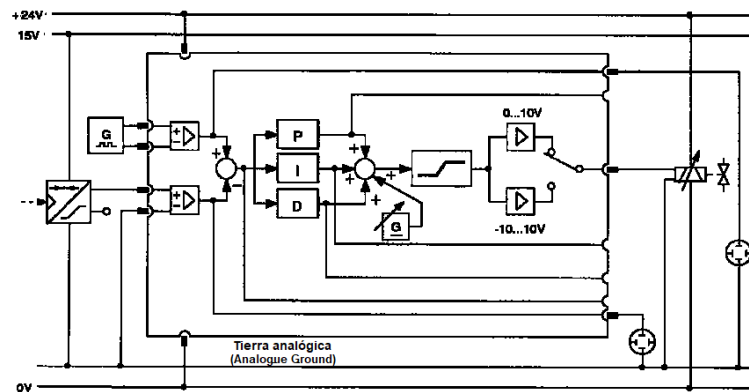 +24V
15V
0...10V
G
+
-
P
+
+
I
+
+
-
+
-
D
+
G
-10...10V
Tierra analógica
(Analogue Ground)
0V